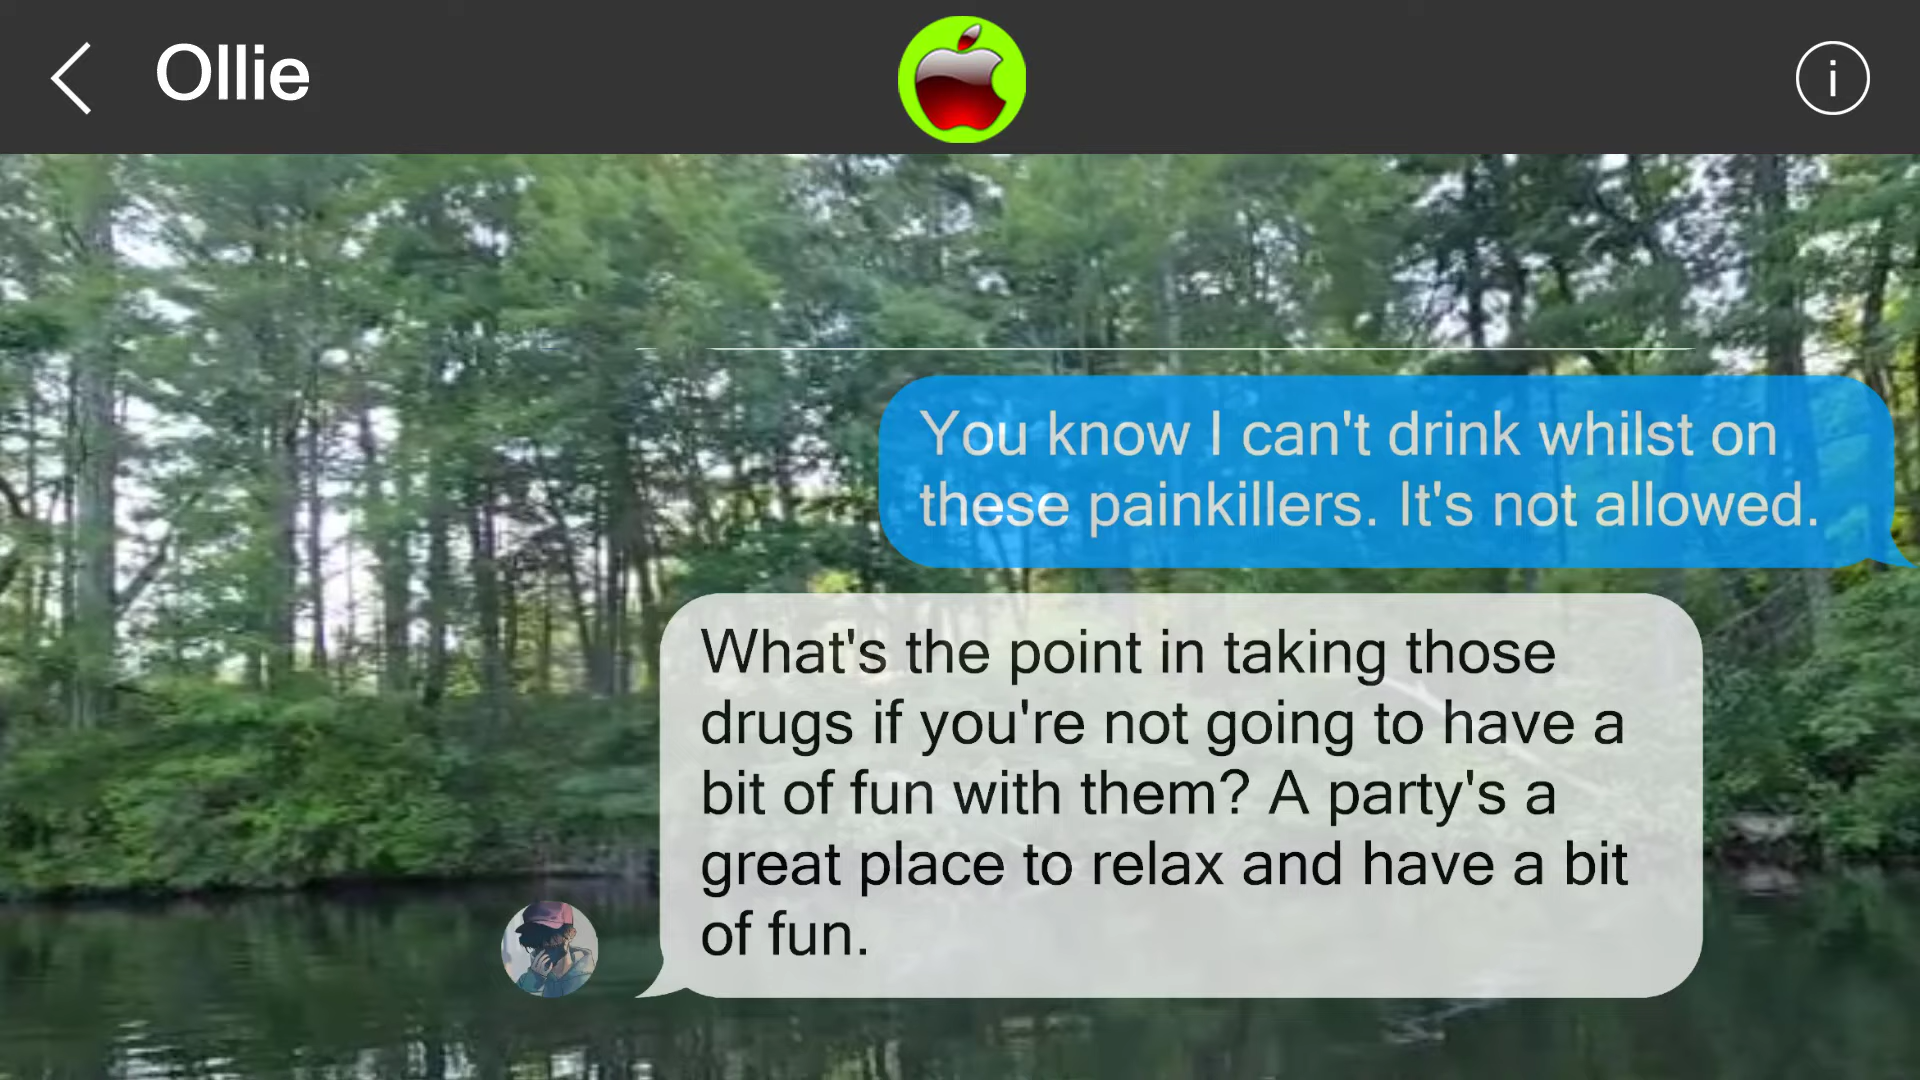 Ollie
You know I can't drink whilst on
these painkillers. It's not allowed.
What's the point in taking those
drugs if you're not going to have a
bit of fun with them? A party's a
great place to relax and have a bit
of fun.